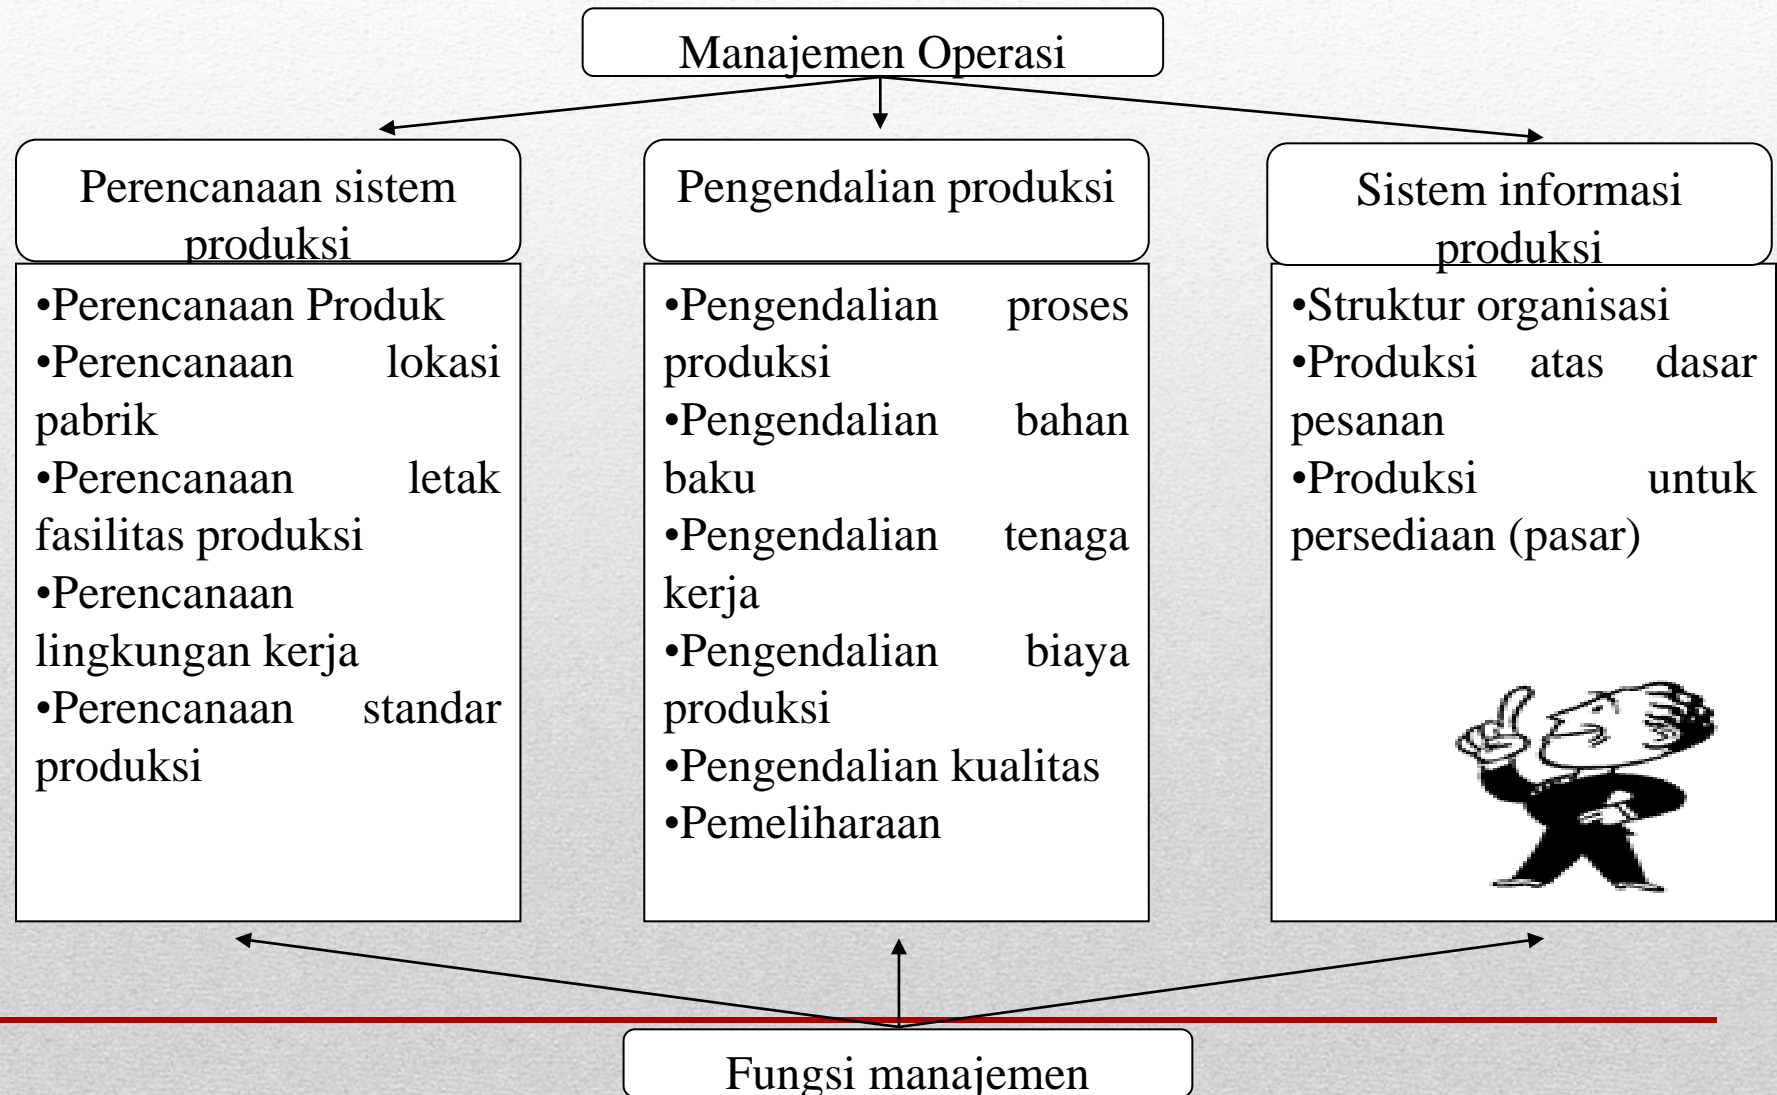 Manajemen Operasi
Perencanaan sistem
produksi
•Perencanaan Produk
•Perencanaan lokasi
pabrik
•Perencanaan letak
fasilitas produksi
•Perencanaan
lingkungan kerja
•Perencanaan standar
produksi
Pengendalian produksi
•Pengendalian proses
produksi
•Pengendalian bahan
baku
•Pengendalian tenaga
kerja
•Pengendalian biaya
produksi
•Pengendalian kualitas
•Pemeliharaan
Sistem informasi
produksi
•Struktur organisasi
•Produksi atas dasar
pesanan
•Produksi untuk
persediaan (pasar)
Fungsi manajemen